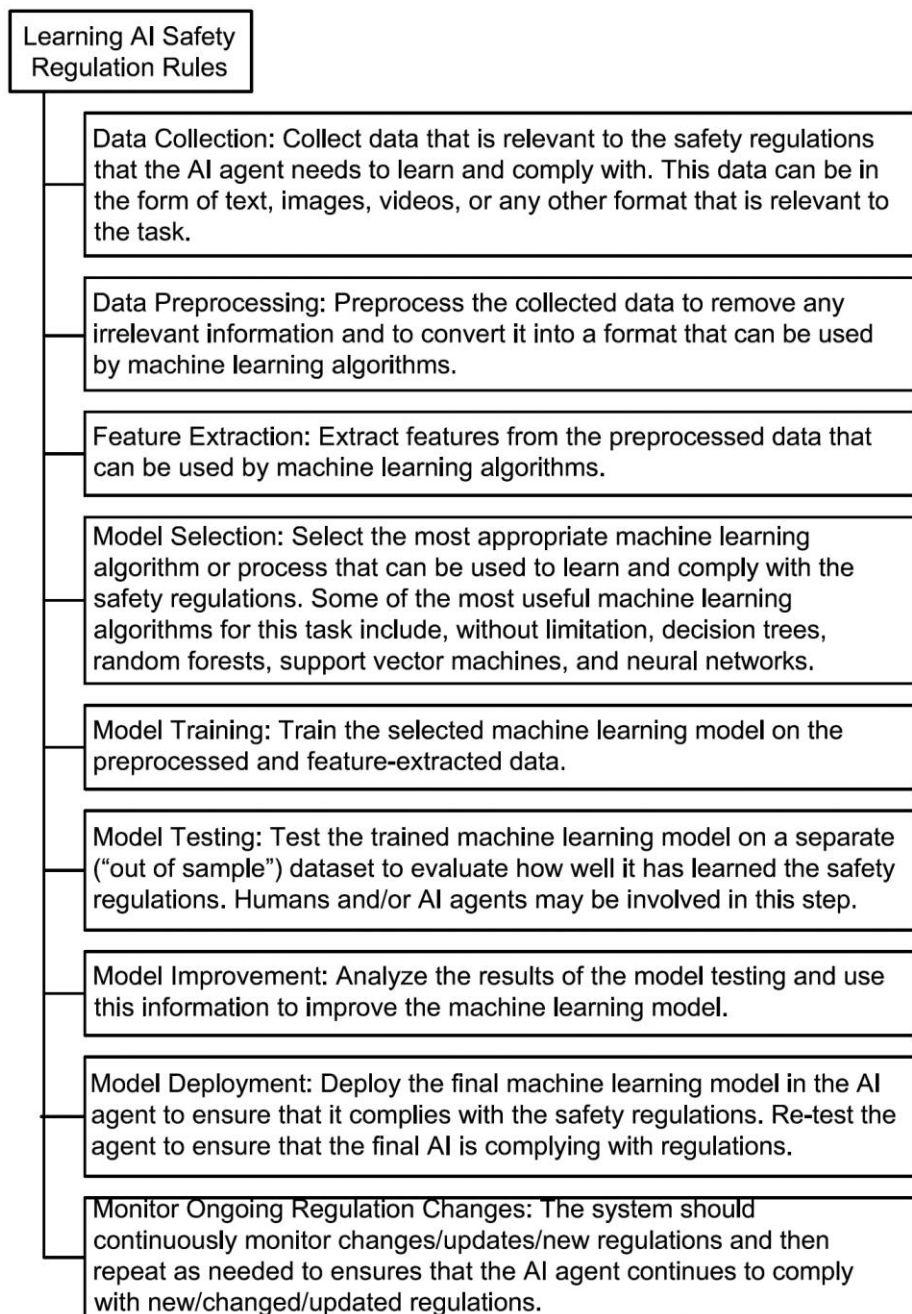 Learning AI Safety
Regulation Rules
Data Collection: Collect data that is relevant to the safety regulations
that the AI agent needs to learn and comply with. This data can be in
the form of text, images, videos, or any other format that is relevant to
the task.
Data Preprocessing: Preprocess the collected data to remove any
irrelevant information and to convert it into a format that can be used
by machine learning algorithms.
Feature Extraction: Extract features from the preprocessed data that
can be used by machine learning algorithms.
Model Selection: Select the most appropriate machine learning
algorithm or process that can be used to learn and comply with the
safety regulations. Some of the most useful machine learning
algorithms for this task include, without limitation, decision trees,
random forests, support vector machines, and neural networks.
Model Training: Train the selected machine learning model on the
preprocessed and feature-extracted data.
Model Testing: Test the trained machine learning model on a separate
(“out of sample”) dataset to evaluate how well it has learned the safety
regulations. Humans and/or AI agents may be involved in this step.
Model Improvement: Analyze the results of the model testing and use
this information to improve the machine learning model.
Model Deployment: Deploy the final machine learning model in the AI
agent to ensure that it complies with the safety regulations. Re-test the
agent to ensure that the final AI is complying with regulations.
Monitor Ongoing Regulation Changes: The system should
continuously monitor changes/updates/new regulations and then
repeat as needed to ensures that the AI agent continues to comply
with new/changed/updated regulations.